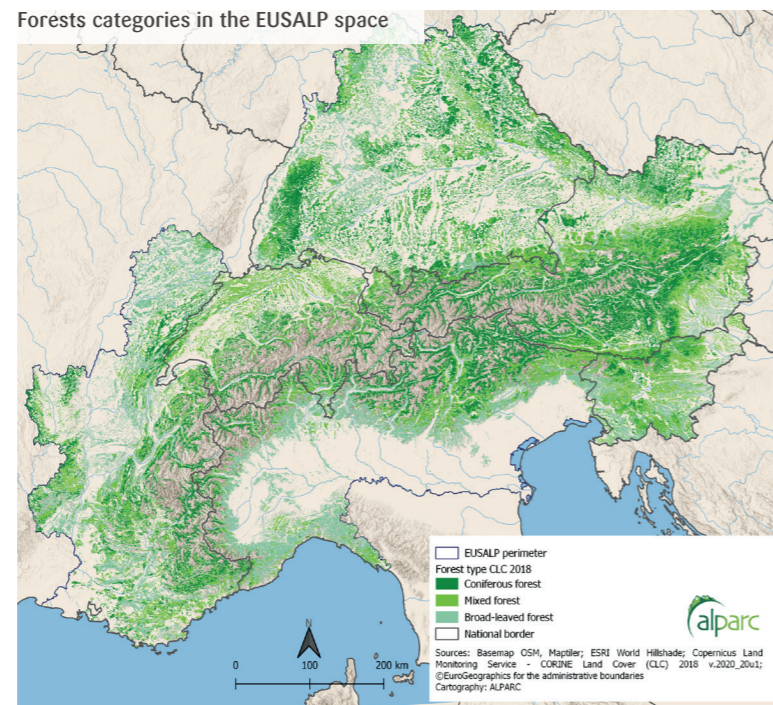 Forests categories in the EUSALP space
EUSALP perimeter
Forest type CLC 2018
Coniferous forest
Mixed forest
Broad-leaved forest
National border
alparc
Sources: Basemap OSM, Maptiler; ESRI World Hillshade; Copernicus Land
Monitoring Service - CORINE Land Cover (CLC) 2018 v.2020_20u1;
©EuroGeographics for the administrative boundaries
Cartography: ALPARC
N
0 100 200 km